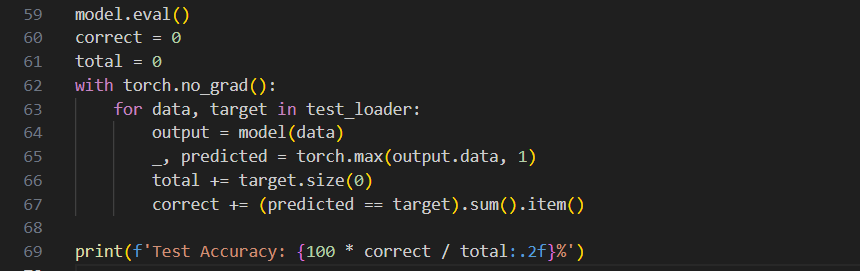 59 model.eval()
60 correct = 0
61 total = 0
62 with torch.no_grad():
63     for data, target in test_loader:
64         output = model(data)
65         _, predicted = torch.max(output.data, 1)
66         total += target.size(0)
67         correct += (predicted == target).sum().item()
68
69 print(f'Test Accuracy: {100 * correct / total:.2f}%')